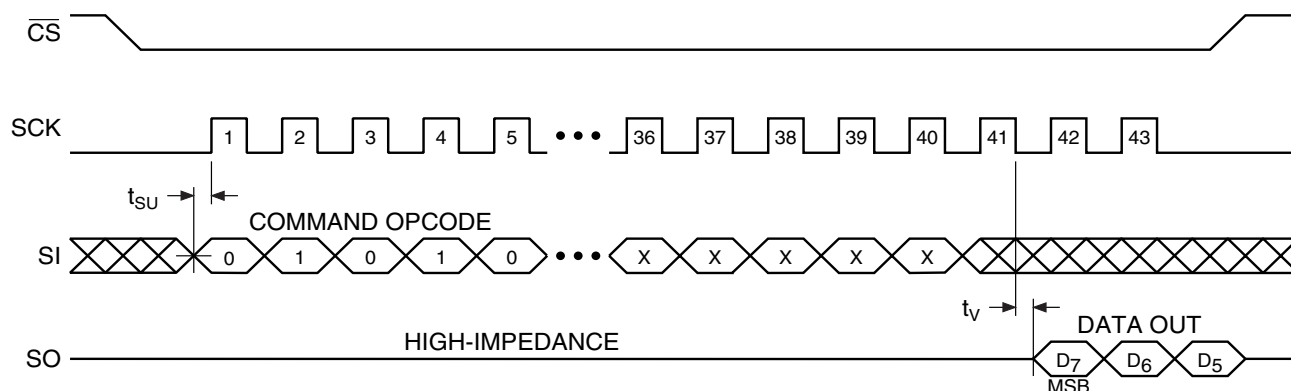 CS
SCK
1 2 3 4 5 ••• 36 37 38 39 40 41 42 43
tSU
COMMAND OPCODE
SI
0 1 0 1 0 ••• X X X X X
tV
DATA OUT
HIGH-IMPEDANCE
SO
D7 D6 D5
MSB